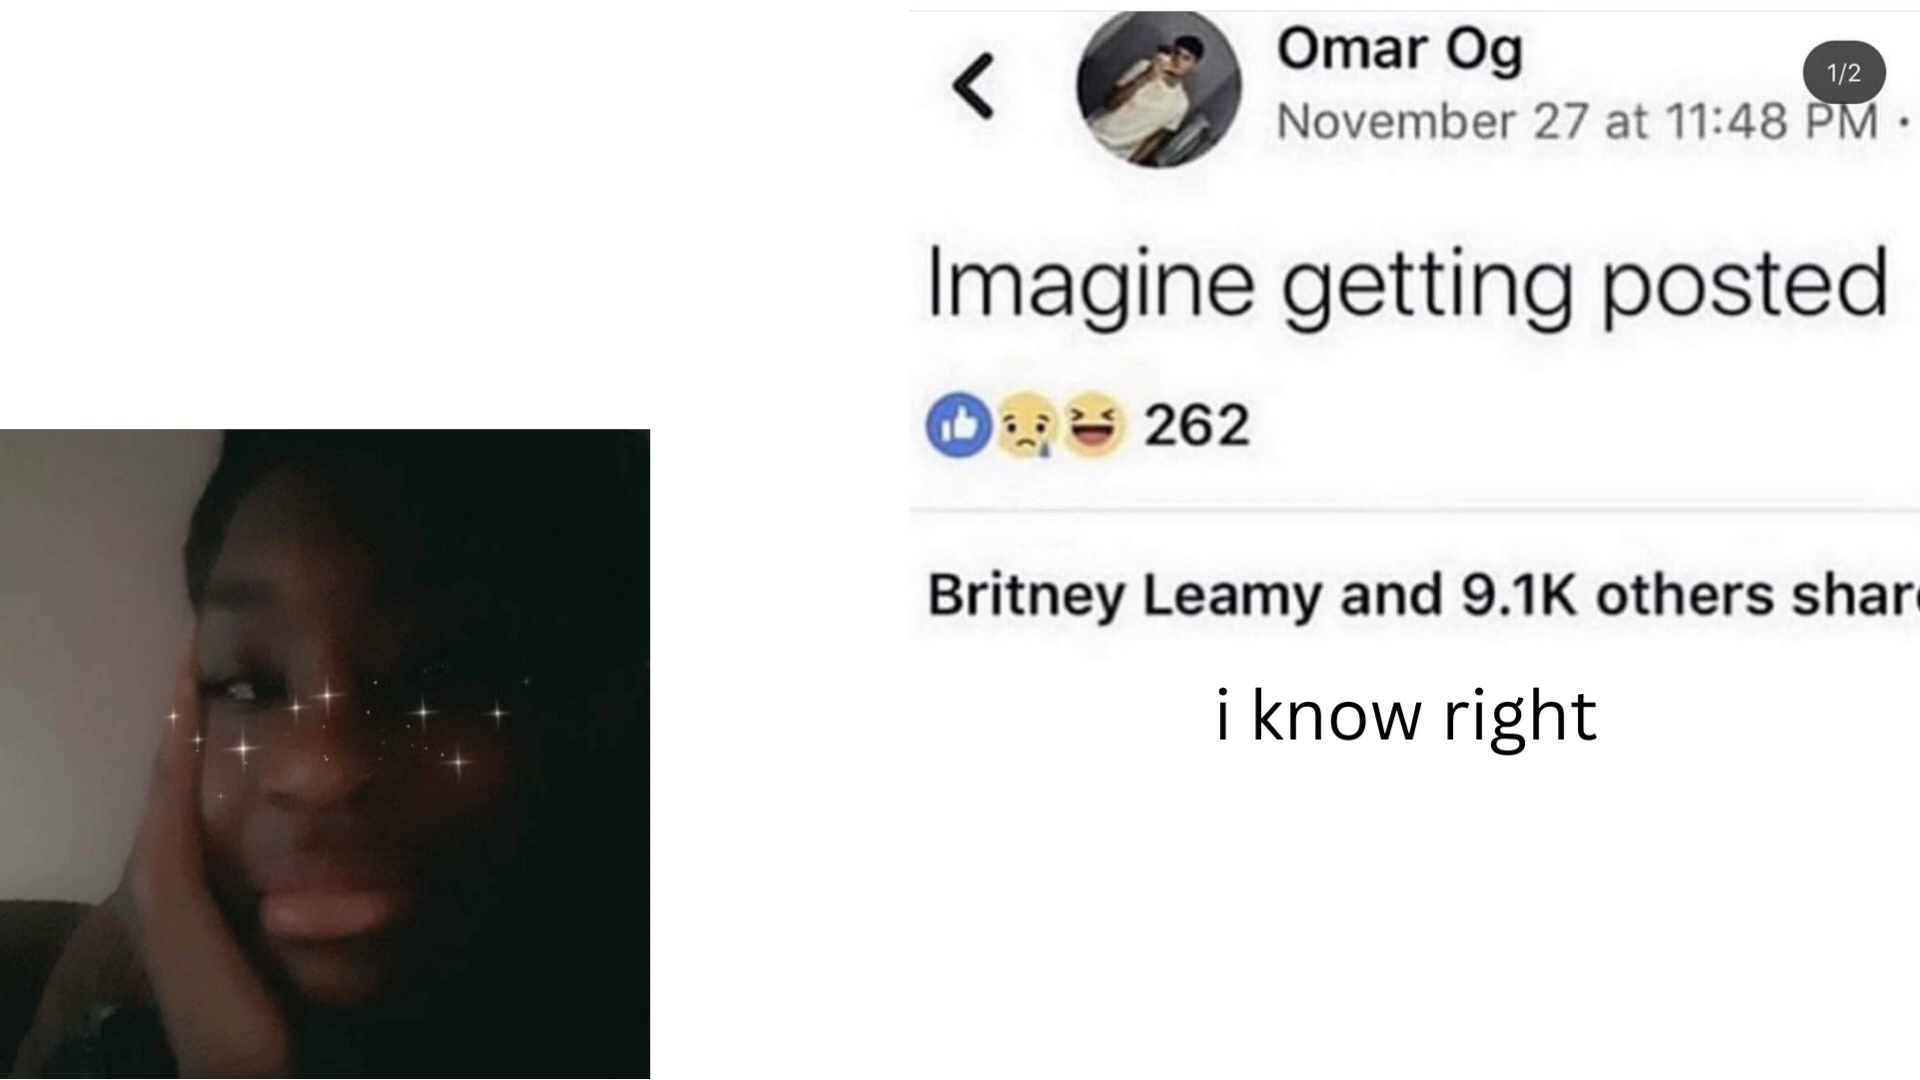 Omar Og
1/2
November 27 at 11:48 PM ·
Imagine getting posted
262
Britney Leamy and 9.1K others share
i know right